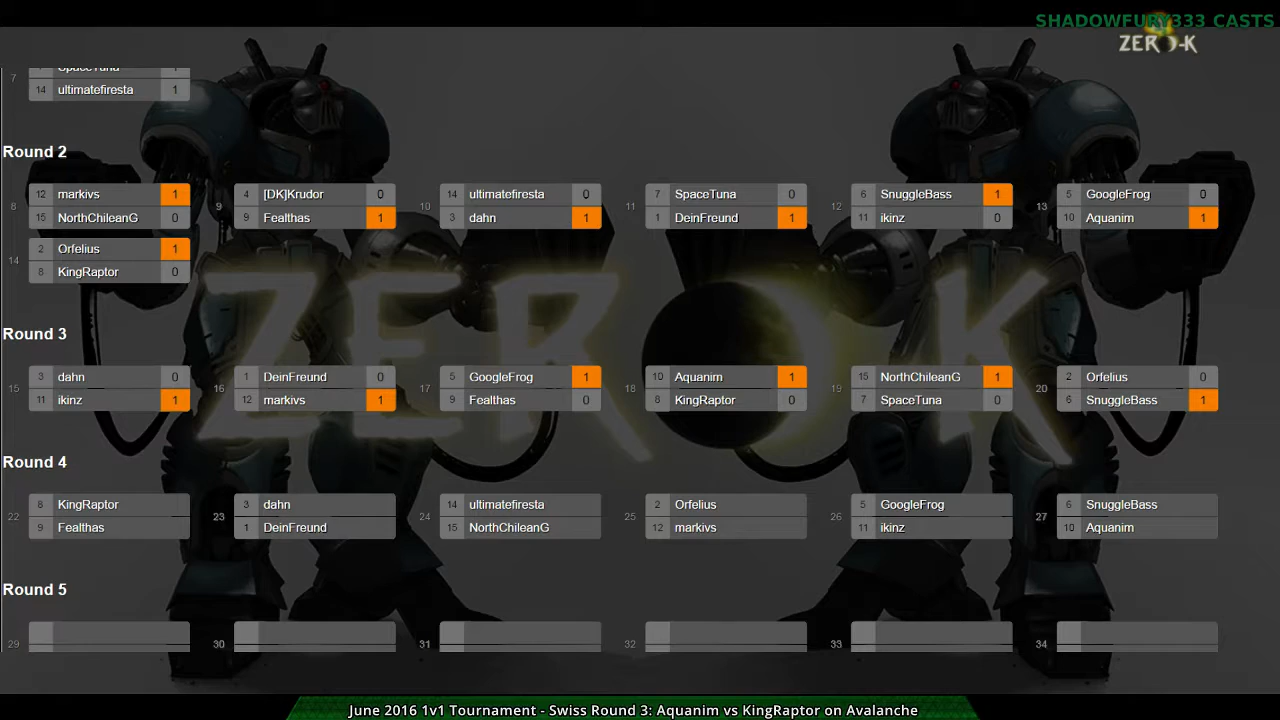 SHADOWFURY333 CASTS
ZERO-K
7 SpaceTuna 1
14 ultimatefiresta 1
Round 2
8
12 markivs 1
15 NorthChileanG 0
9
4 [DK]Krudor 0
9 Fealthas 1
10
14 ultimatefiresta 0
3 dahn 1
11
7 SpaceTuna 0
1 DeinFreund 1
12
6 SnuggleBass 1
11 ikinz 0
13
5 GoogleFrog 0
10 Aquanim 1
14
2 Orfelius 1
8 KingRaptor 0
ZERO K
Round 3
15
3 dahn 0
11 ikinz 1
16
1 DeinFreund 0
12 markivs 1
17
5 GoogleFrog 1
9 Fealthas 0
18
10 Aquanim 1
8 KingRaptor 0
19
15 NorthChileanG 1
7 SpaceTuna 0
20
2 Orfelius 0
6 SnuggleBass 1
Round 4
22
8 KingRaptor
9 Fealthas
23
3 dahn
1 DeinFreund
24
14 ultimatefiresta
15 NorthChileanG
25
2 Orfelius
12 markivs
26
5 GoogleFrog
11 ikinz
27
6 SnuggleBass
10 Aquanim
Round 5
29
30
31
32
33
34
June 2016 1v1 Tournament - Swiss Round 3: Aquanim vs KingRaptor on Avalanche